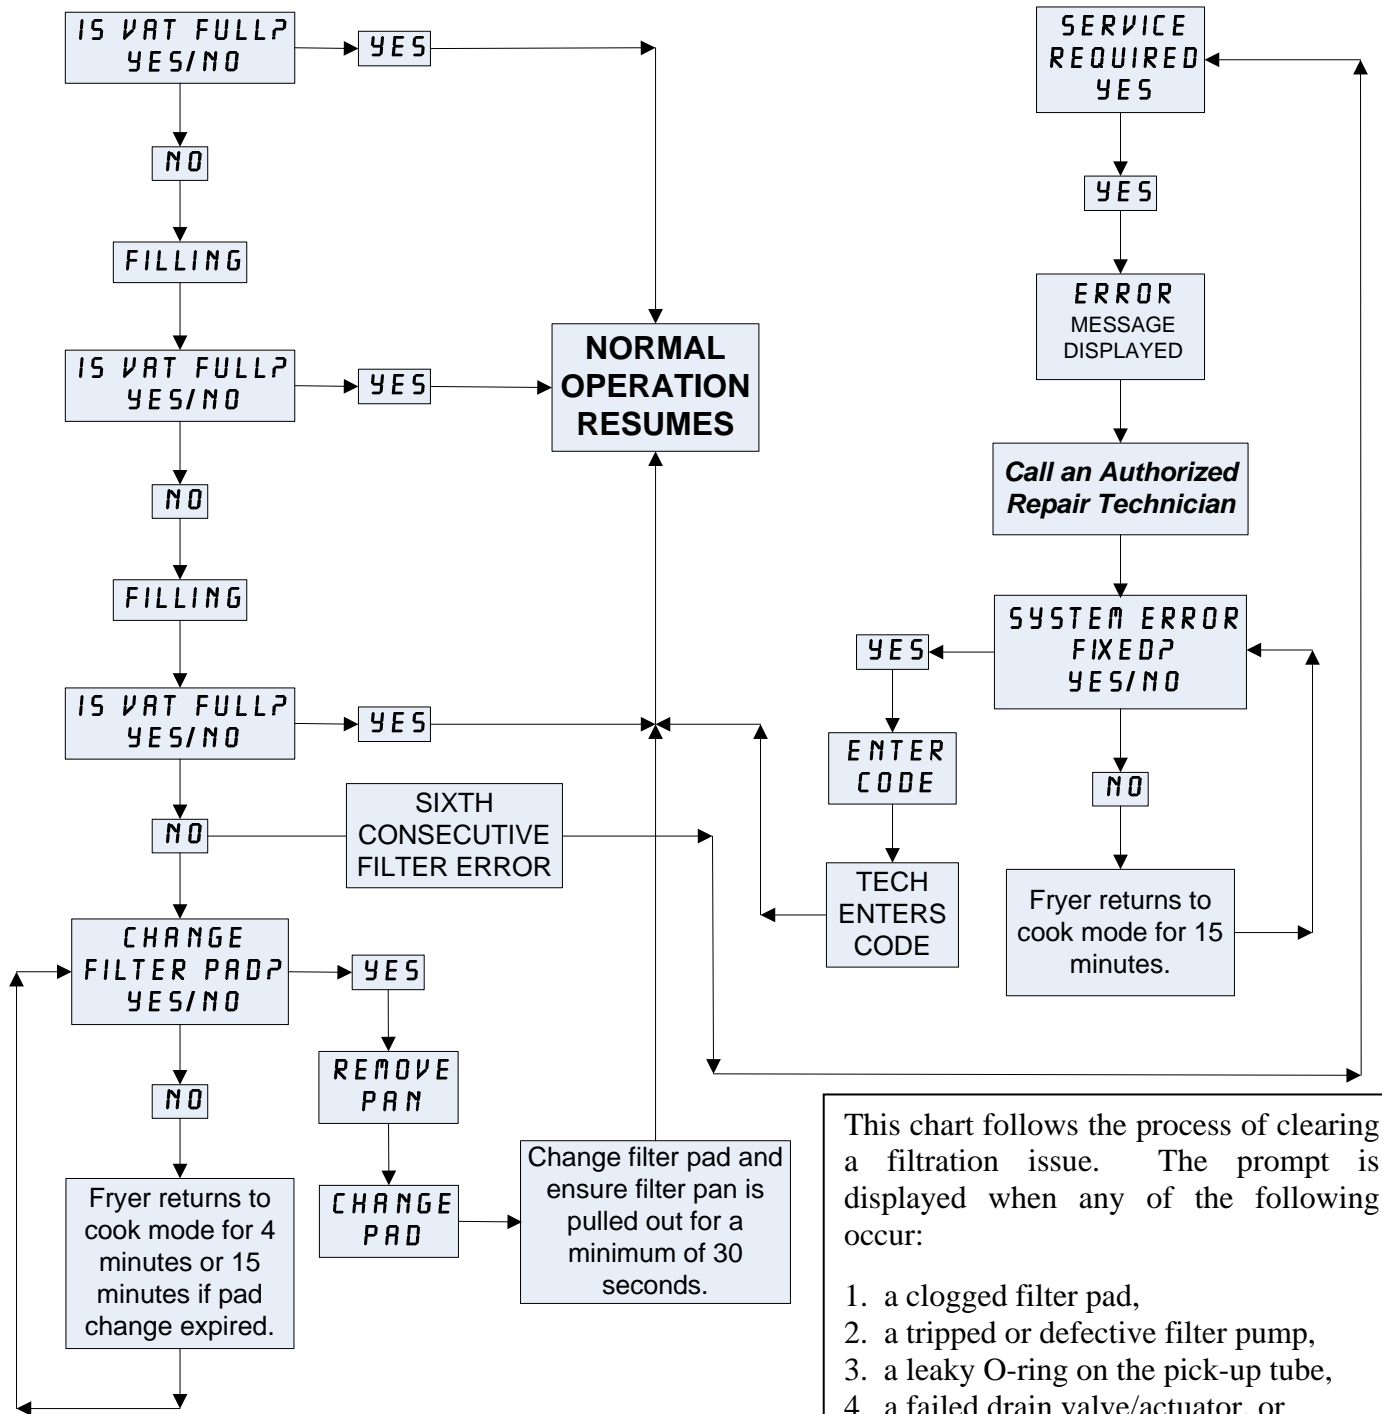 IS VAT FULL?
YES/NO
YES
NO
FILLING
IS VAT FULL?
YES/NO
YES
NO
FILLING
IS VAT FULL?
YES/NO
YES
NO
SIXTH
CONSECUTIVE
FILTER ERROR
CHANGE
FILTER PAD?
YES/NO
YES
REMOVE
PAN
CHANGE
PAD
Change filter pad and
ensure filter pan is
pulled out for a
minimum of 30
seconds.
NO
Fryer returns to
cook mode for 4
minutes or 15
minutes if pad
change expired.
NORMAL
OPERATION
RESUMES
SERVICE
REQUIRED
YES
YES
ERROR
MESSAGE
DISPLAYED
Call an Authorized
Repair Technician
SYSTEM ERROR
FIXED?
YES/NO
YES
ENTER
CODE
TECH
ENTERS
CODE
NO
Fryer returns to
cook mode for 15
minutes.
This chart follows the process of clearing
a filtration issue. The prompt is
displayed when any of the following
occur:
1. a clogged filter pad,
2. a tripped or defective filter pump,
3. a leaky O-ring on the pick-up tube,
4. a failed drain valve/actuator, or